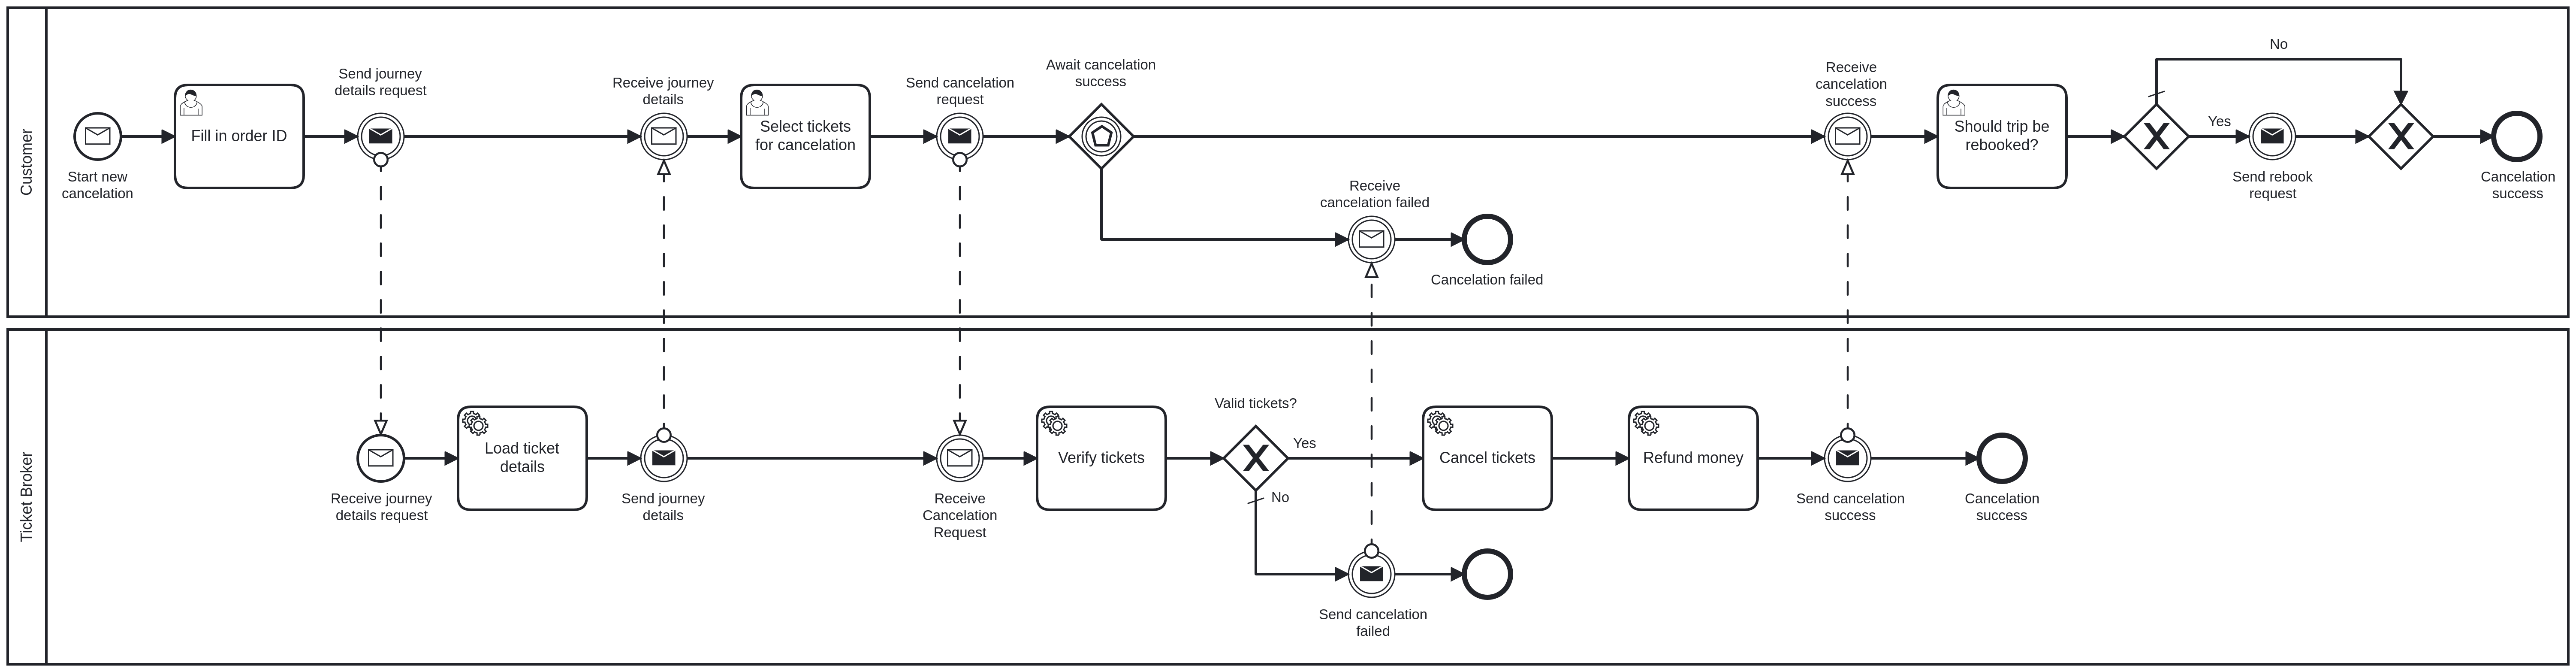 Customer
Start new
cancelation
Fill in order ID
Send journey
details request
Receive journey
details
Select tickets
for cancelation
Send cancelation
request
Await cancelation
success
Receive
cancelation failed
Cancelation failed
Receive
cancelation
success
Should trip be
rebooked?
No
Yes
Send rebook
request
Cancelation
success
Ticket Broker
Receive journey
details request
Load ticket
details
Send journey
details
Receive
Cancelation
Request
Verify tickets
Valid tickets?
Yes
No
Send cancelation
failed
Cancel tickets
Refund money
Send cancelation
success
Cancelation
success